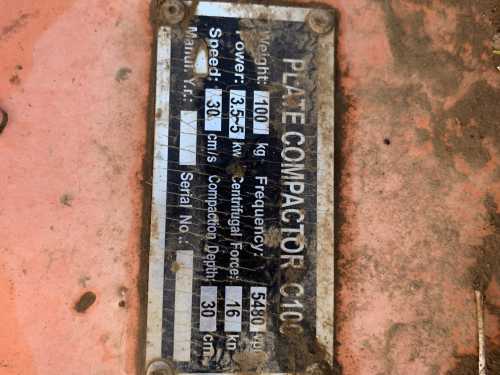 PLATE COMPACTOR C100
Weight: 100 kg Frequency: 5480 vpm
Power: 3.5~5 kw Centrifugal Force: 16 kn
Speed: 30 cm/s Compaction Depth: 30 cm
Manuf. Yr.: Serial No.: